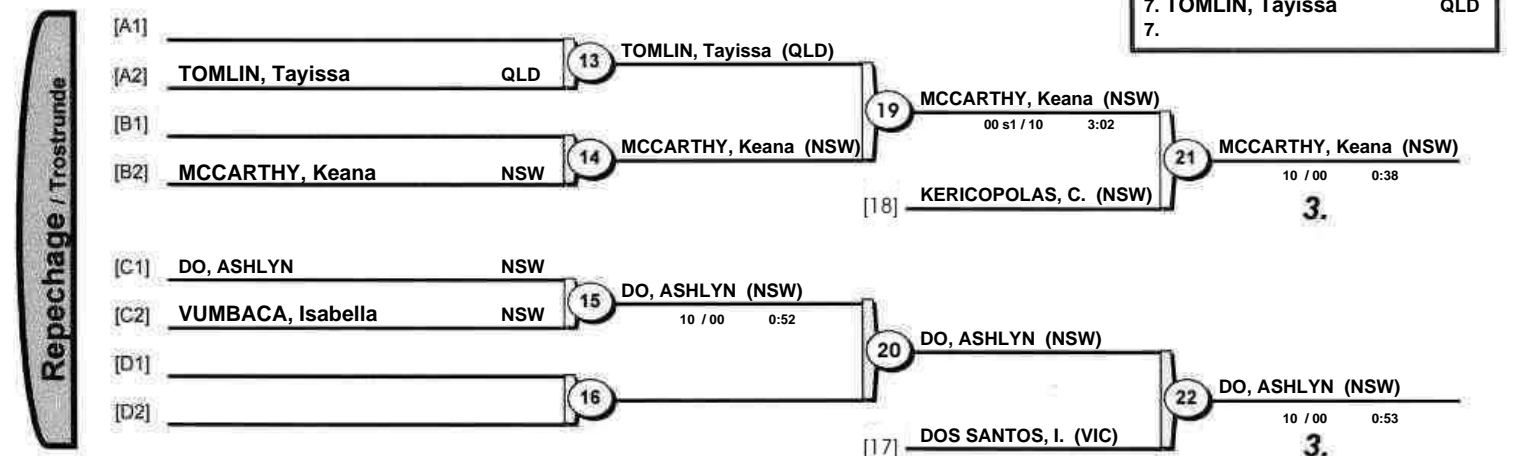 7. TOMLIN, Tayissa QLD
7.
Repechage / Trostrunde
[A1]
[A2] TOMLIN, Tayissa QLD
13
TOMLIN, Tayissa (QLD)
[B1]
[B2] MCCARTHY, Keana NSW
14
MCCARTHY, Keana (NSW)
19
MCCARTHY, Keana (NSW)
00 s1 / 10 3:02
[18] KERICOPOLAS, C. (NSW)
21
MCCARTHY, Keana (NSW)
10 / 00 0:38
3.
[C1] DO, ASHLYN NSW
[C2] VUMBACA, Isabella NSW
15
DO, ASHLYN (NSW)
10 / 00 0:52
[D1]
[D2]
16
20
DO, ASHLYN (NSW)
[17] DOS SANTOS, I. (VIC)
22
DO, ASHLYN (NSW)
10 / 00 0:53
3.